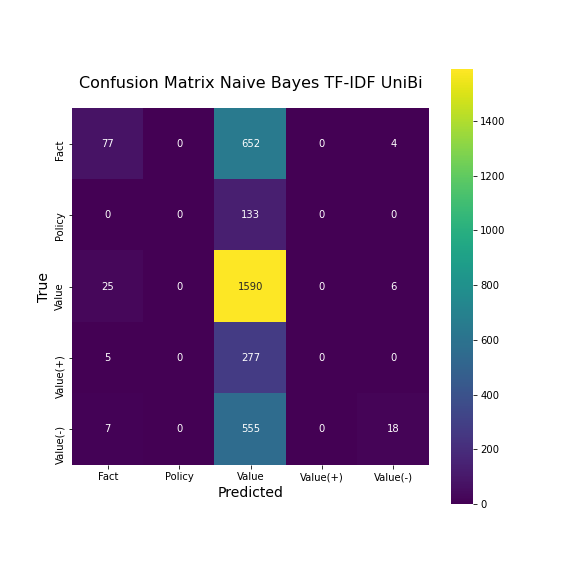 Confusion Matrix Naive Bayes TF-IDF UniBi
True
Fact 77 0 652 0 4
Policy 0 0 133 0 0
Value 25 0 1590 0 6
Value(+) 5 0 277 0 0
Value(-) 7 0 555 0 18
Fact Policy Value Value(+) Value(-)
Predicted
1400
1200
1000
800
600
400
200
0